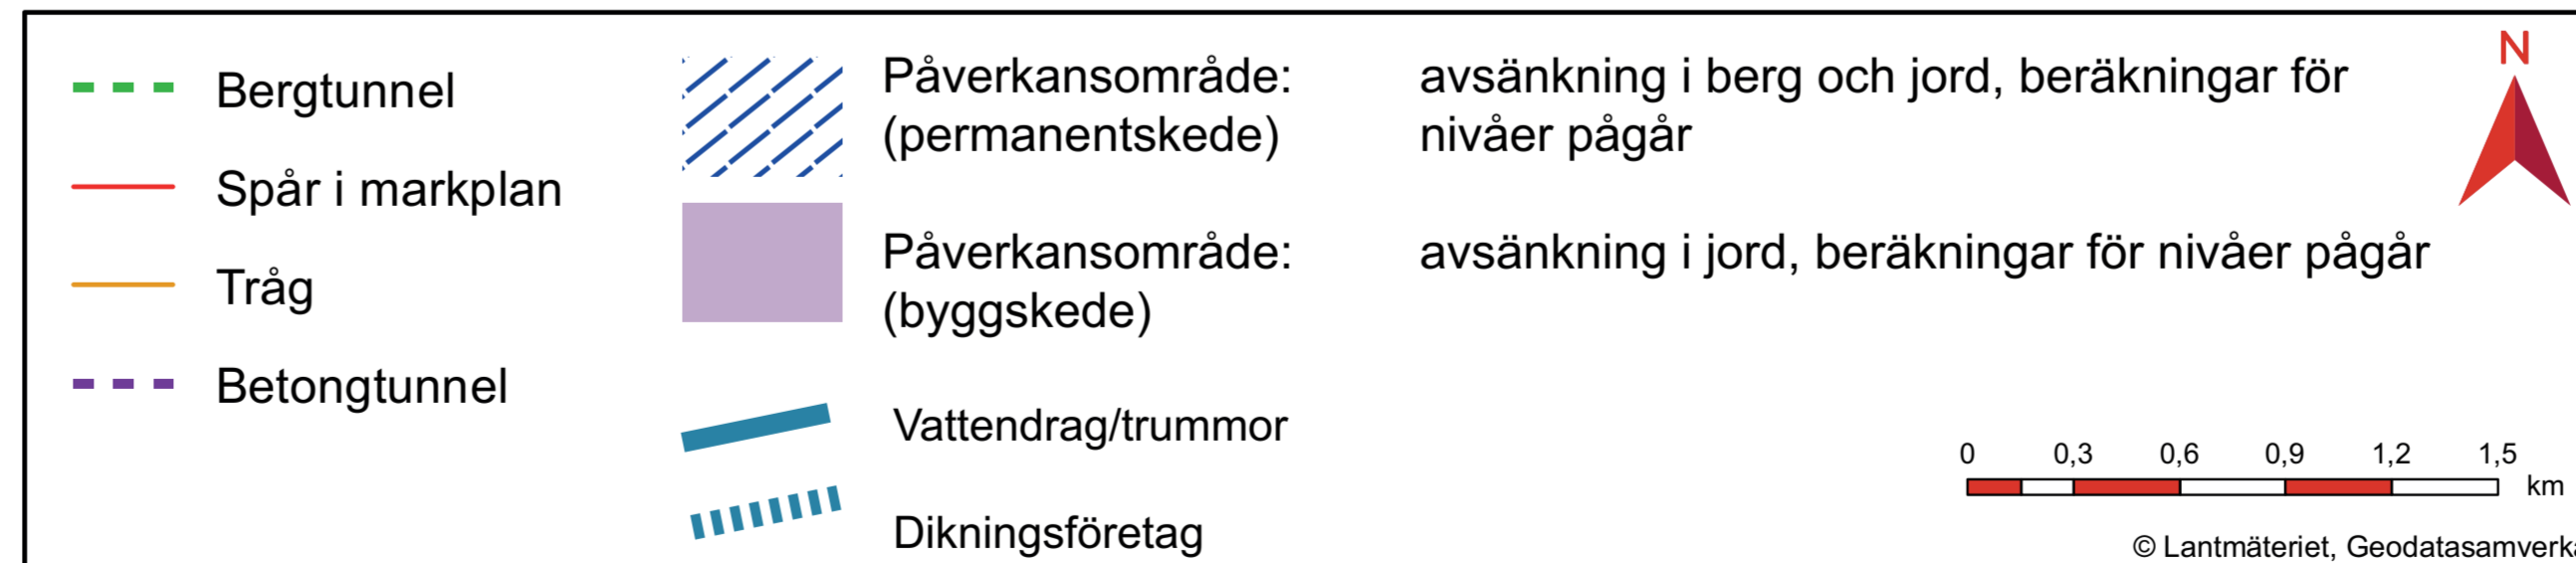 Bergtunnel
Spår i markplan
Tråg
Betongtunnel
Påverkansområde:
(permanentskede)
avsänkning i berg och jord, beräkningar för
nivåer pågår
Påverkansområde:
(byggskede)
avsänkning i jord, beräkningar för nivåer pågår
Vattendrag/trummor
Dikningsföretag
N
0 0,3 0,6 0,9 1,2 1,5
km
© Lantmäteriet,